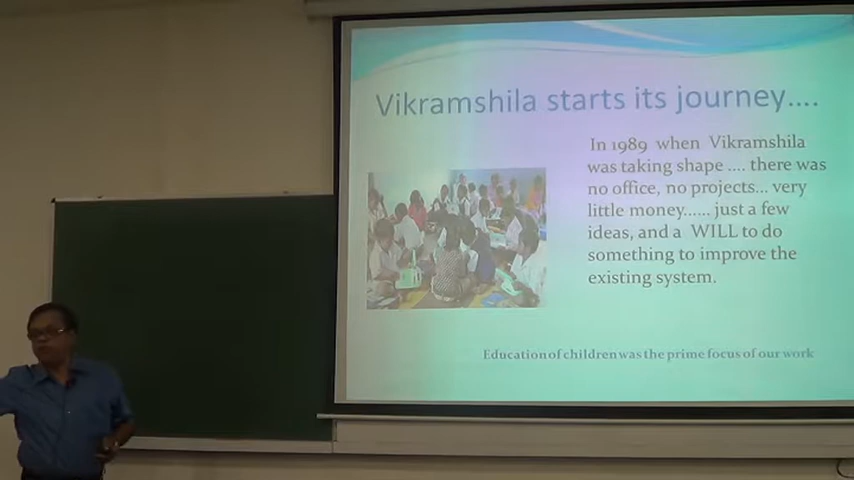 Vikramshila starts its journey....
In 1989 when Vikramshila
was taking shape .... there was
no office, no projects... very
little money...... just a few
ideas, and a WILL to do
something to improve the
existing system.
Education of children was the prime focus of our work